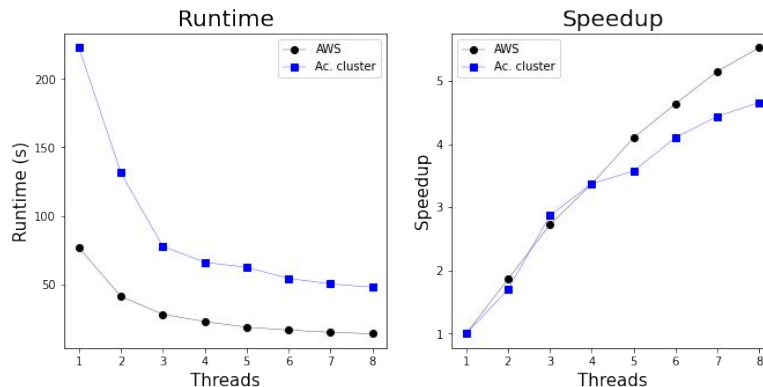 Runtime
AWS
Ac. cluster
200
150
100
50
Runtime (s)
1 2 3 4 5 6 7 8
Threads
Speedup
AWS
Ac. cluster
5
4
3
2
1
Speedup
1 2 3 4 5 6 7 8
Threads